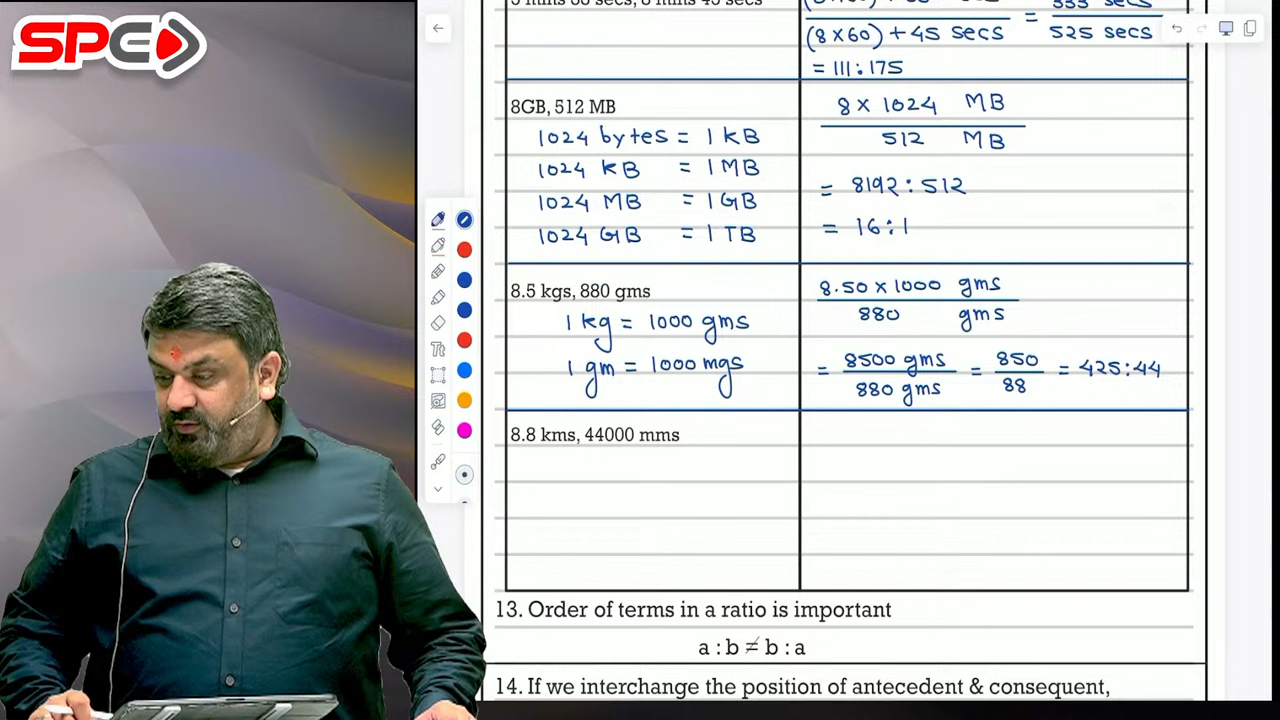 SPED
(8×60) + 45 secs = 525 secs
= 111:175
8GB, 512 MB
1024 bytes = 1 KB
1024 KB = 1 MB
1024 MB = 1 GB
1024 GB = 1 TB
8 × 1024 MB
512 MB
= 8192 : 512
= 16 : 1
8.5 kgs, 880 gms
1 kg = 1000 gms
1 gm = 1000 mgs
8.50 × 1000 gms
880 gms
= 8500 gms = 850 = 425:44
880 gms 88
8.8 kms, 44000 mms
Tt
13. Order of terms in a ratio is important
a : b ≠ b : a
14. If we interchange the position of antecedent & consequent,